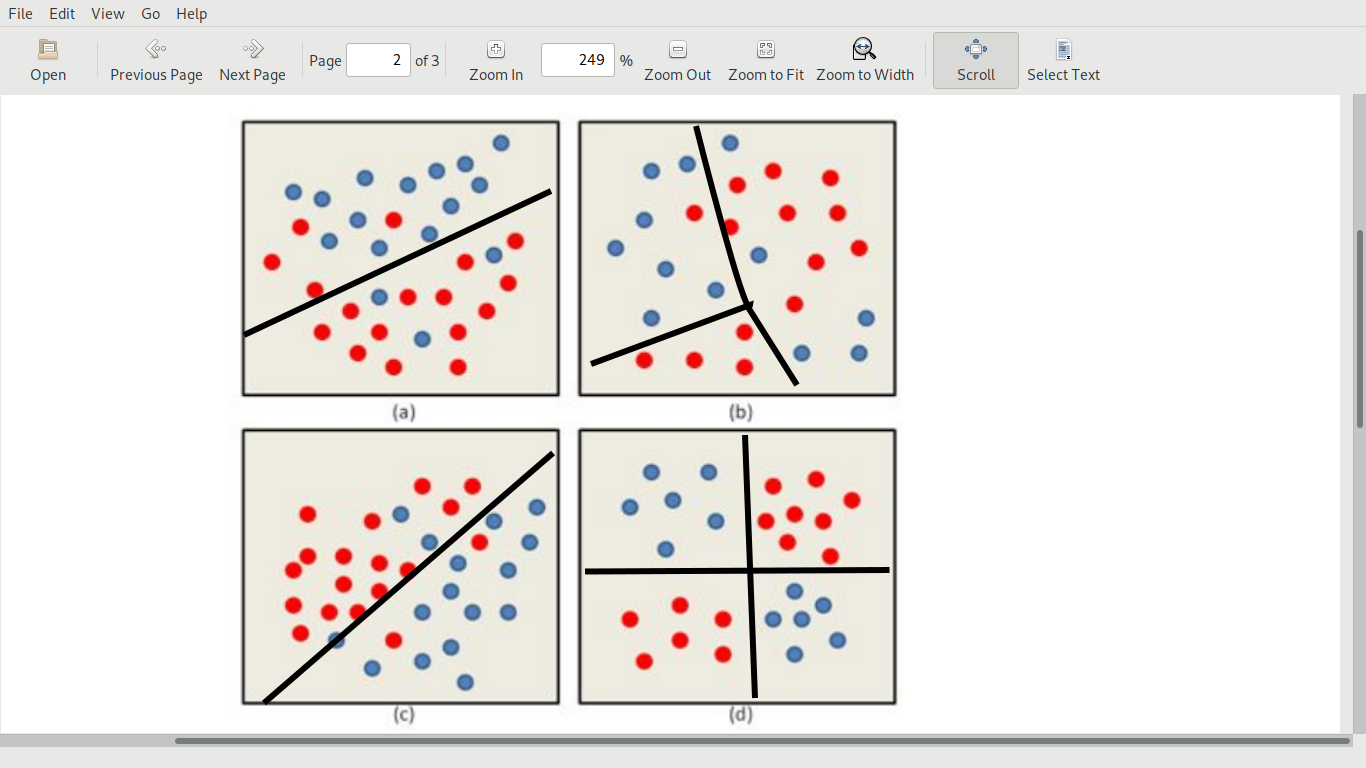 File Edit View Go Help
Open Previous Page Next Page Page 2 of 3 Zoom In 249 % Zoom Out Zoom to Fit Zoom to Width Scroll Select Text
(a) (b)
(c) (d)